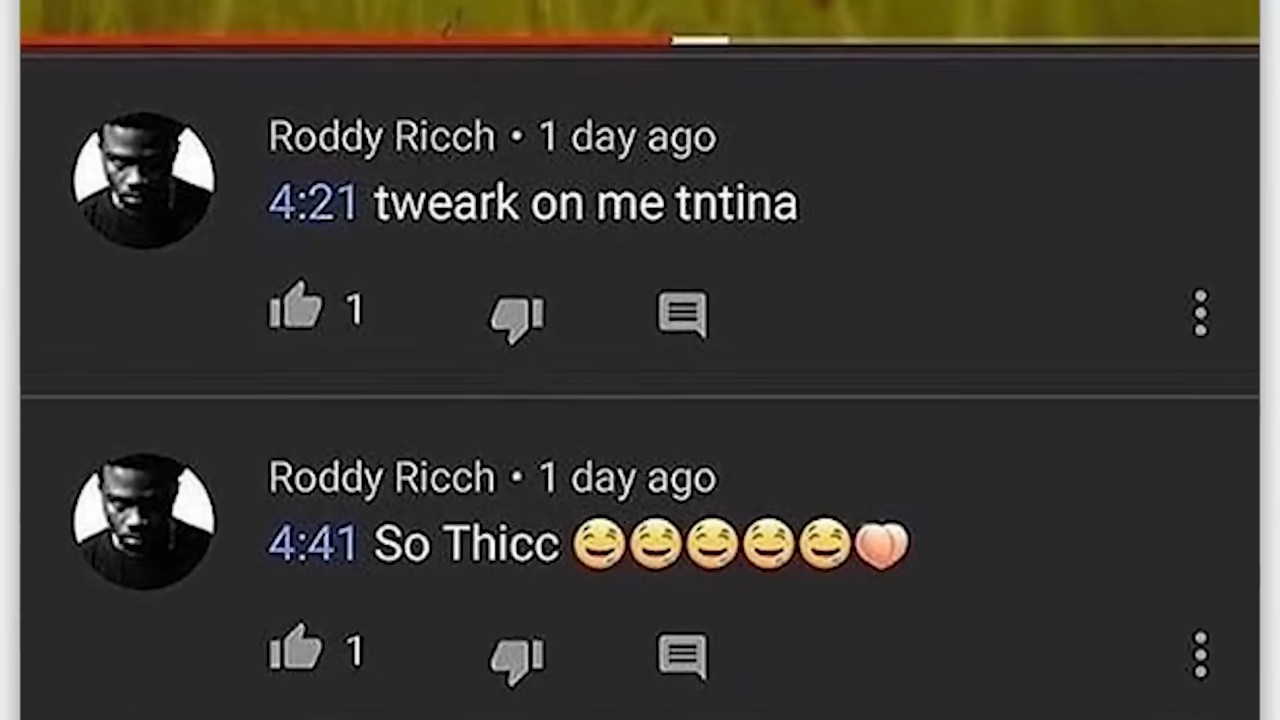 Roddy Ricch • 1 day ago
4:21 tweark on me tntina
1
Roddy Ricch • 1 day ago
4:41 So Thicc 🤤🤤🤤🤤🤤🍑
1